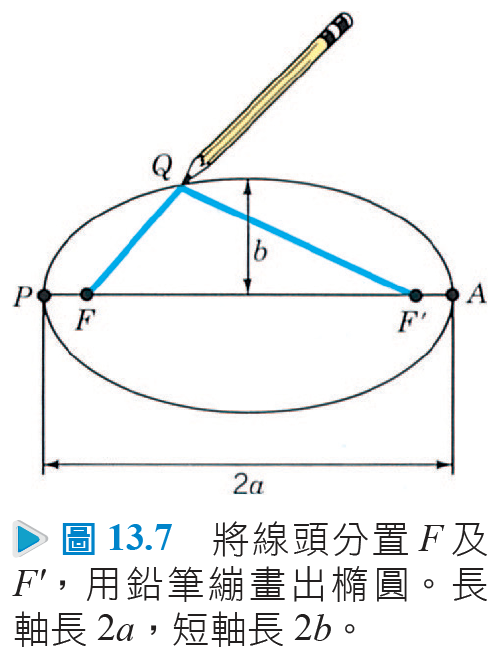 Q
b
P
F
F'
A
2a
圖 13.7 將線頭分置 F 及
F'，用鉛筆繃畫出橢圓。長
軸長 2a，短軸長 2b。